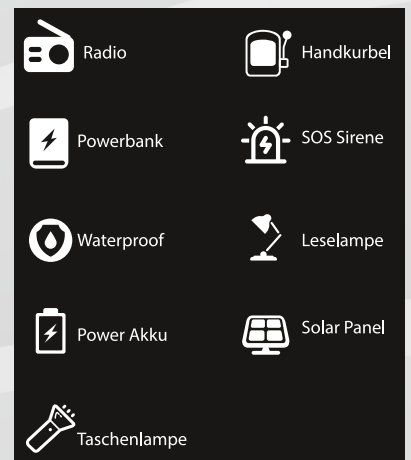 Radio
Handkurbel
Powerbank
SOS Sirene
Waterproof
Leselampe
Power Akku
Solar Panel
Taschenlampe